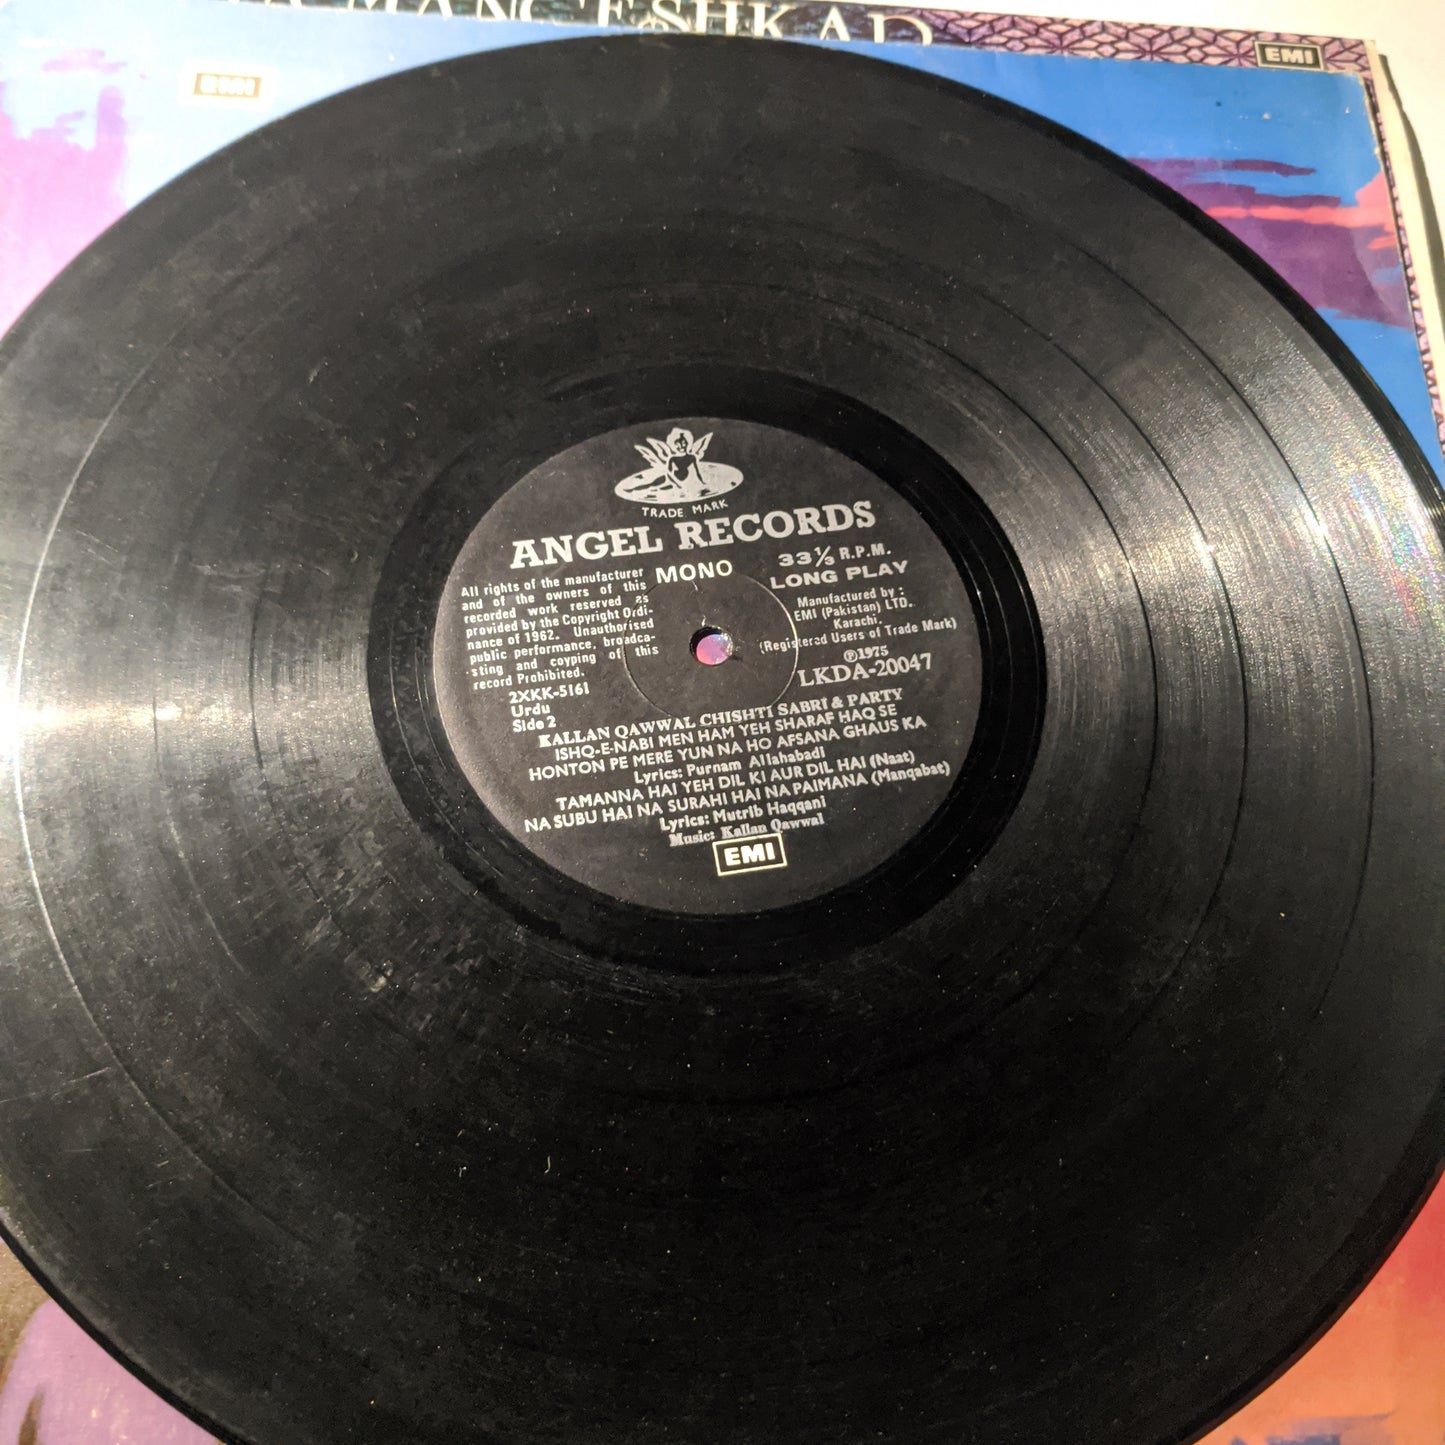 MANGESHKAR
EMI
EMI
TRADE MARK
ANGEL RECORDS
All rights of the manufacturer
and of the owners of this
recorded work reserved as
provided by the Copyright Ordi-
nance of 1962. Unauthorised
public performance, broadca-
sting and coyping of this
record Prohibited.
MONO
33⅓ R.P.M.
LONG PLAY
Manufactured by :
EMI (Pakistan) LTD.
Karachi.
(Registered Users of Trade Mark)
℗1975
LKDA-20047
2XKK-5161
Urdu
Side 2
KALLAN QAWWAL CHISHTI SABRI & PARTY
ISHQ-E-NABI MEN HAM YEH SHARAF HAQ SE
HONTON PE MERE YUN NA HO AFSANA GHAUS KA
Lyrics: Purnam Allahabadi
TAMANNA HAI YEH DIL KI AUR DIL HAI (Naat)
NA SUBU HAI NA SURAHI HAI NA PAIMANA (Manqabat)
Lyrics: Mutrib Haqqani
Music: Kallan Qawwal
EMI